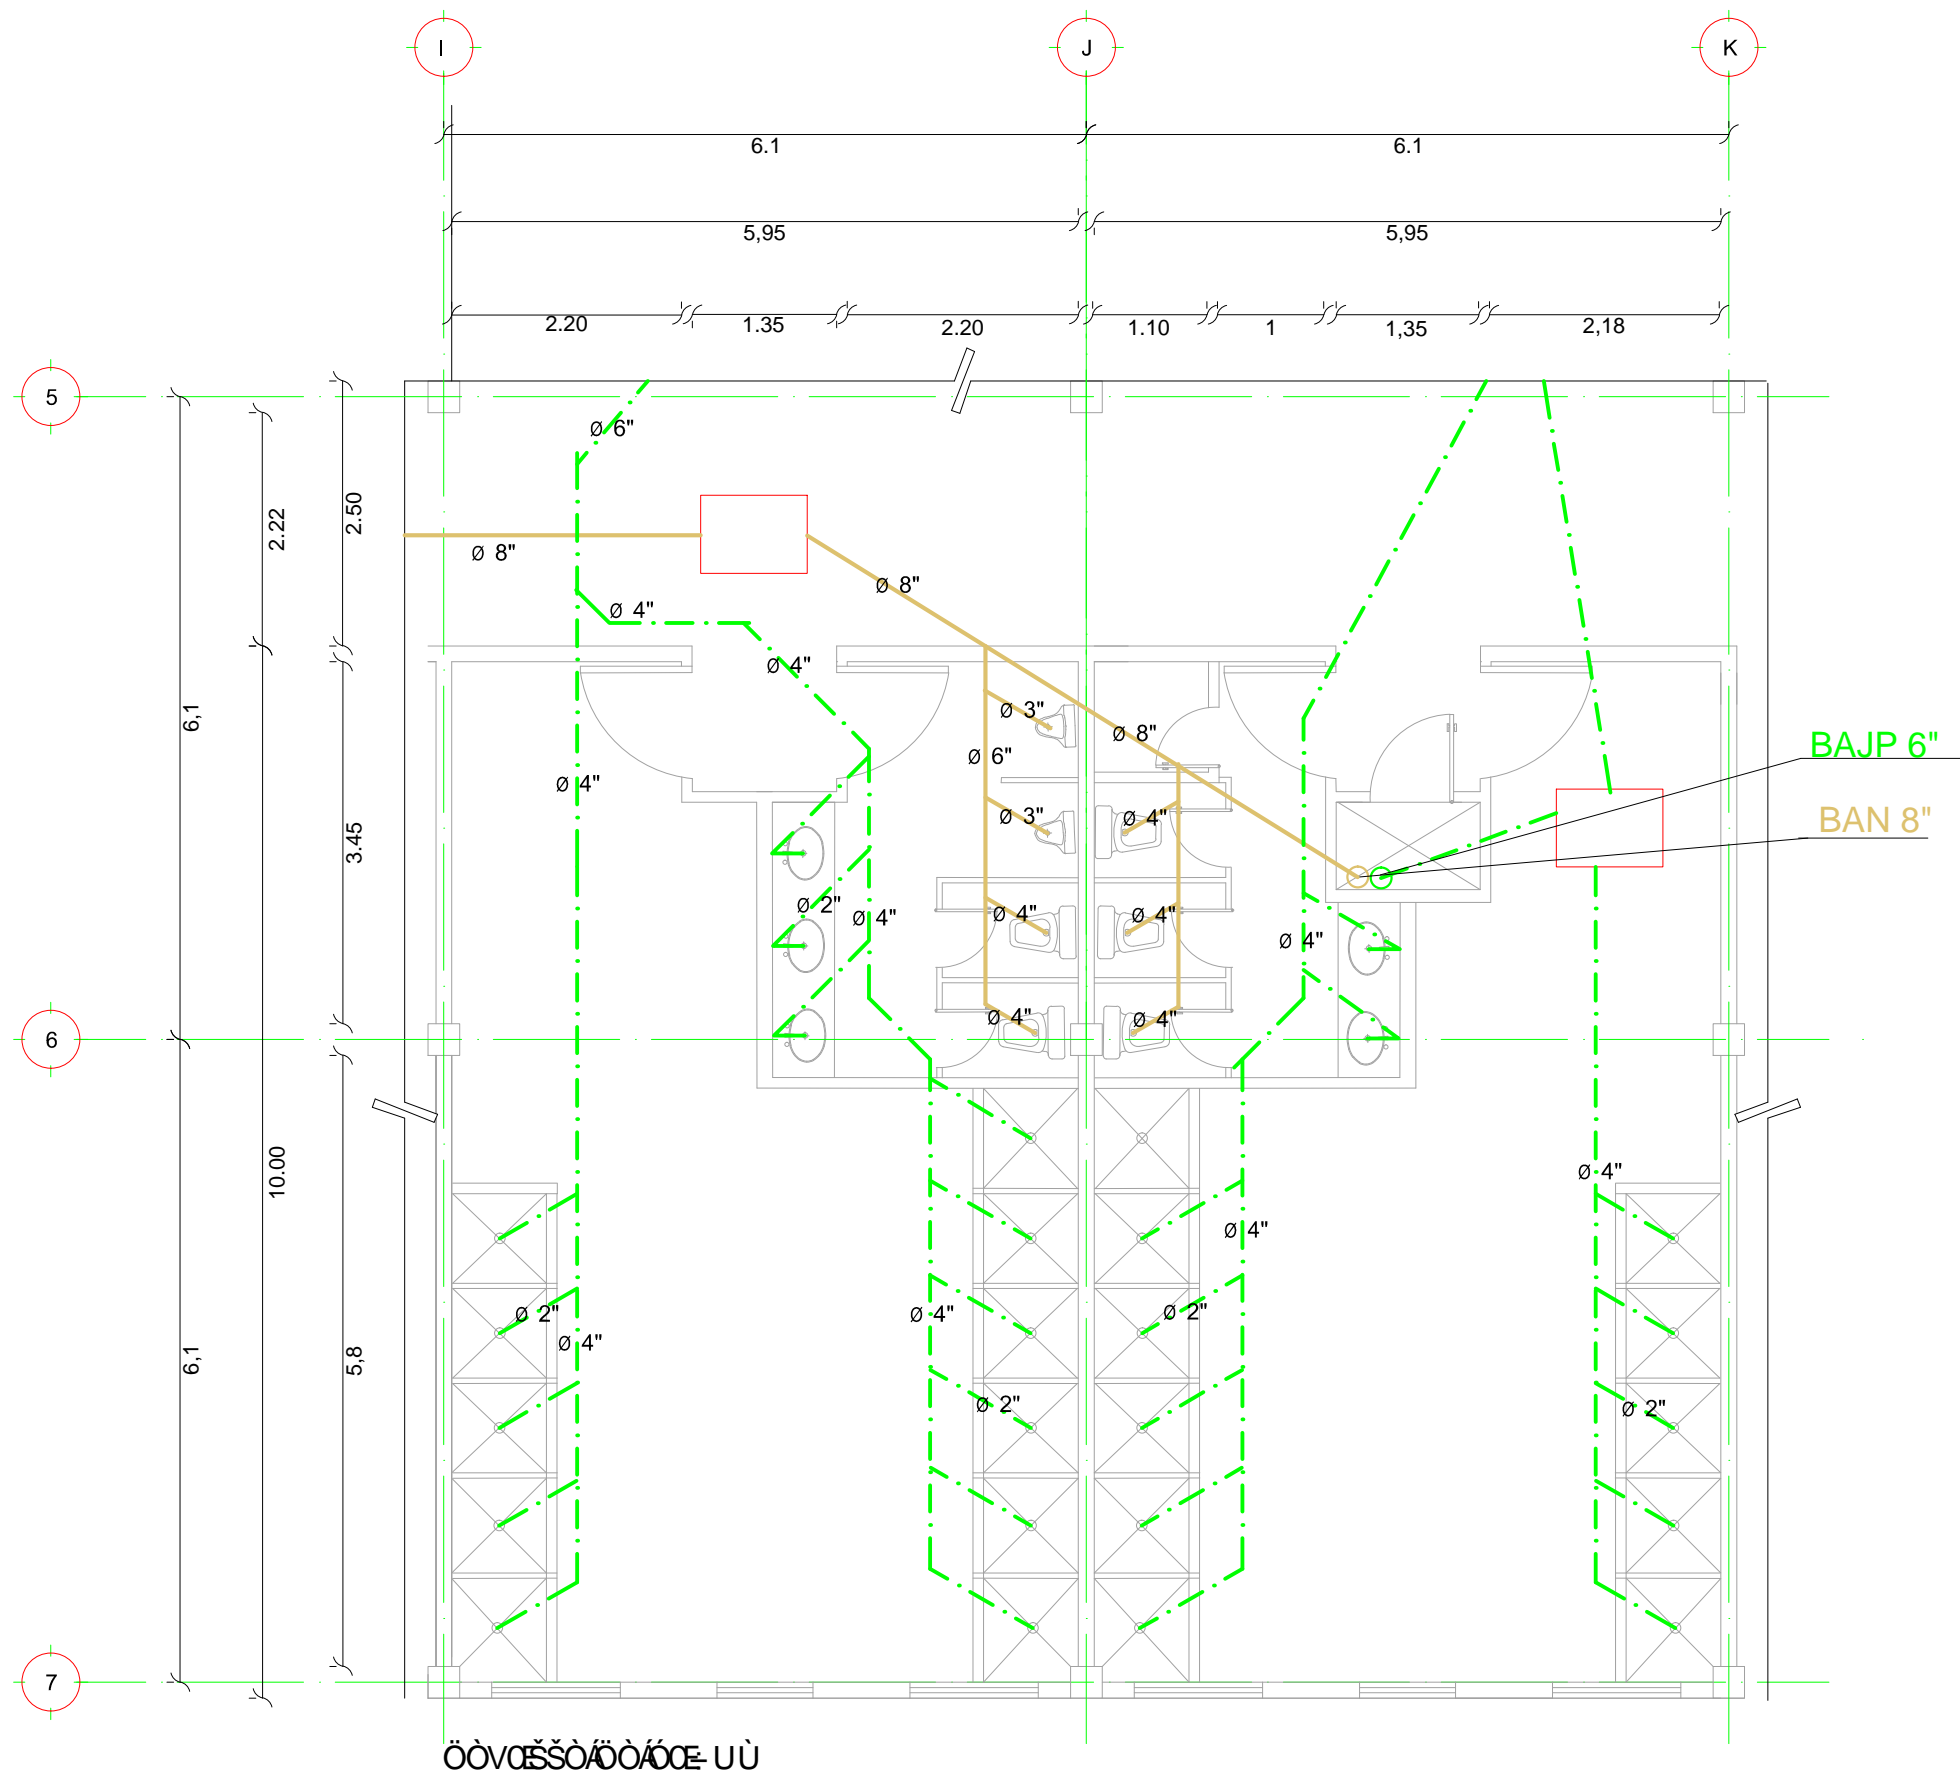 I J K
6.1 6.1
5,95 5,95
2.20 1.35 2.20 1.10 1 1,35 2,18
5
Ø 6"
2.22
2.50
Ø 8"
Ø 8"
Ø 4"
Ø 4"
6,1
Ø 3"
Ø 8"
Ø 6"
BAJP 6"
Ø 4"
Ø 3"
Ø 4"
BAN 8"
3.45
Ø 2"
Ø 4"
Ø 4"
Ø 4"
Ø 4"
6
Ø 4"
Ø 4"
10.00
Ø 4"
Ø 4"
Ø 2"
Ø 4"
Ø 4"
Ø 2"
6,1
5,8
Ø 2"
Ø 2"
7